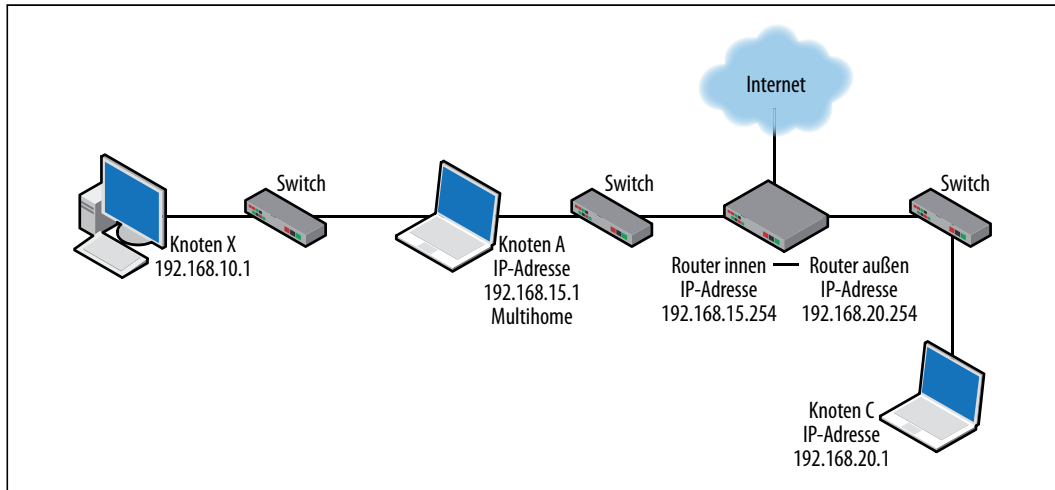 Internet
Switch
Switch
Switch
Knoten X
192.168.10.1
Knoten A
IP-Adresse
192.168.15.1
Multihome
Router innen
IP-Adresse
192.168.15.254
Router außen
IP-Adresse
192.168.20.254
Knoten C
IP-Adresse
192.168.20.1